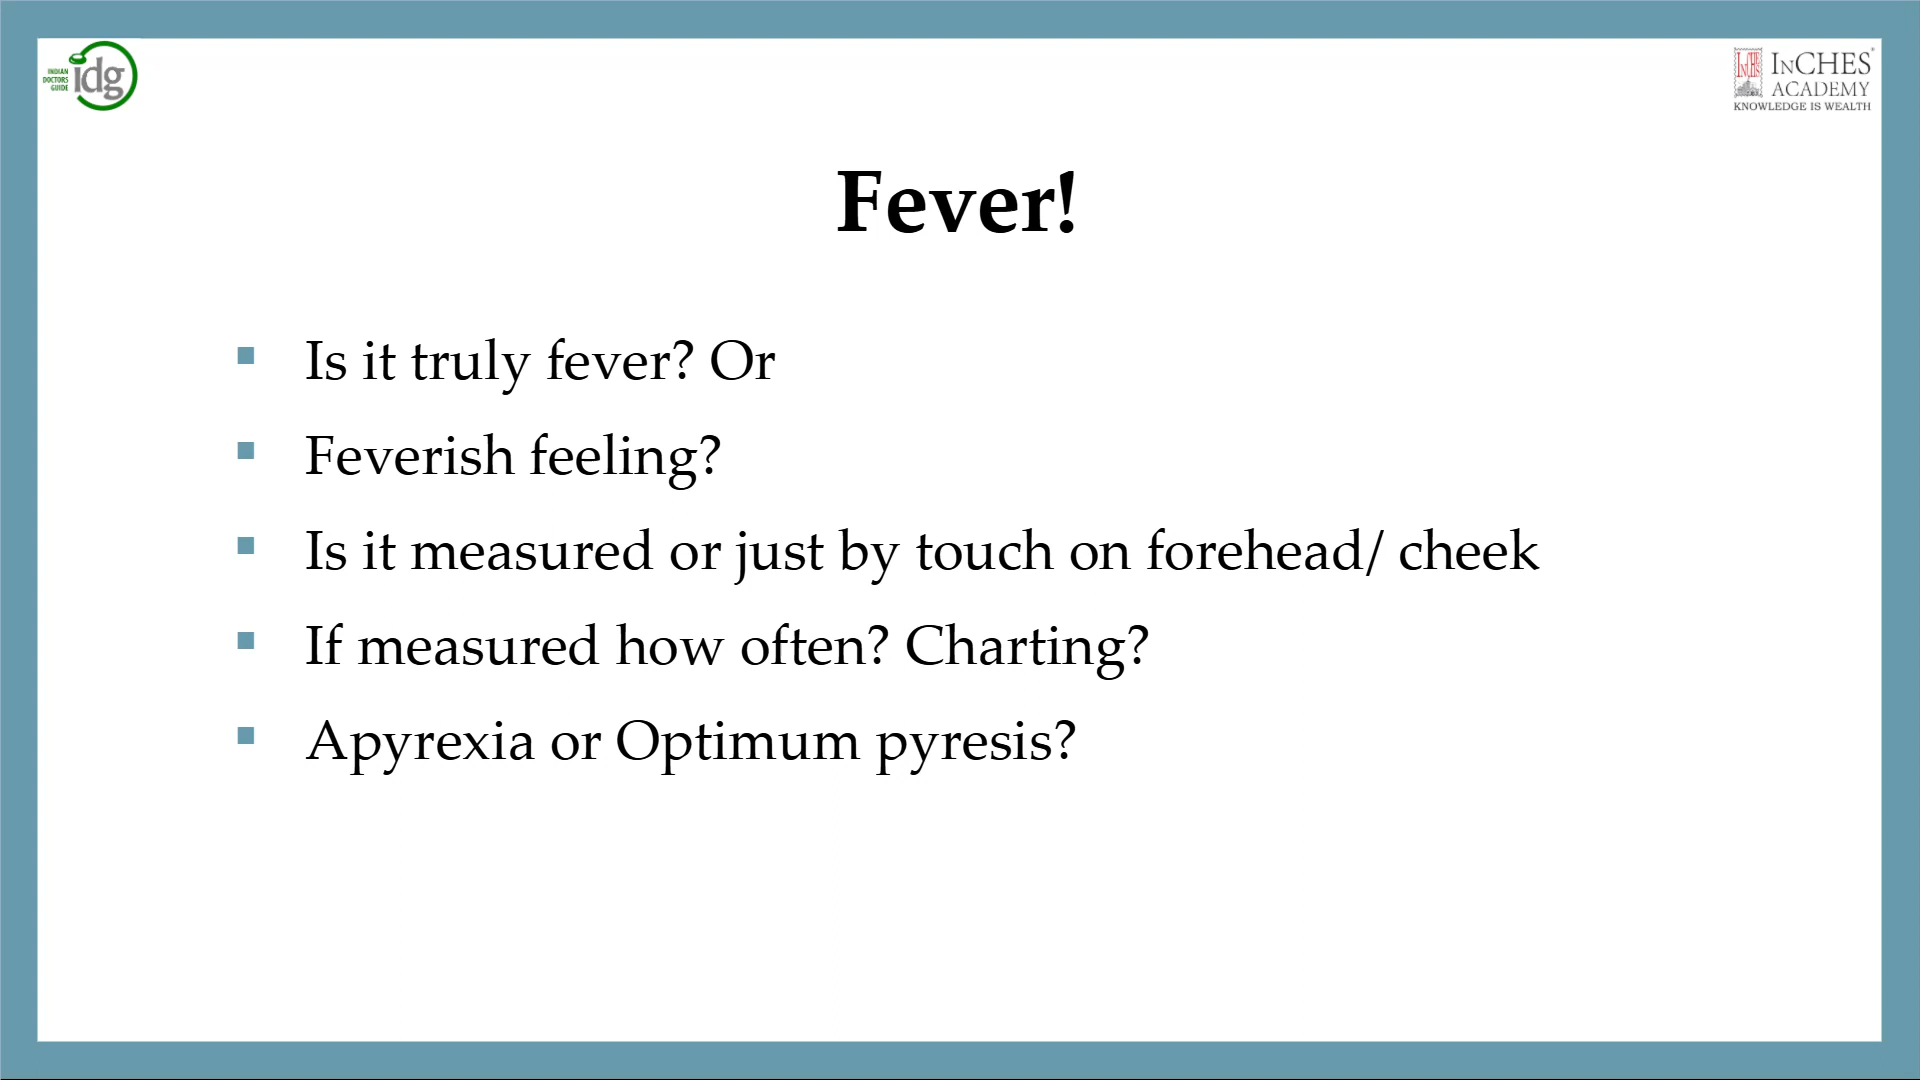 INDIAN
DOCTORS
GUIDE
idg
InCHES
INCHES
ACADEMY
KNOWLEDGE IS WEALTH
Fever!
▪ Is it truly fever? Or
▪ Feverish feeling?
▪ Is it measured or just by touch on forehead/ cheek
▪ If measured how often? Charting?
▪ Apyrexia or Optimum pyresis?